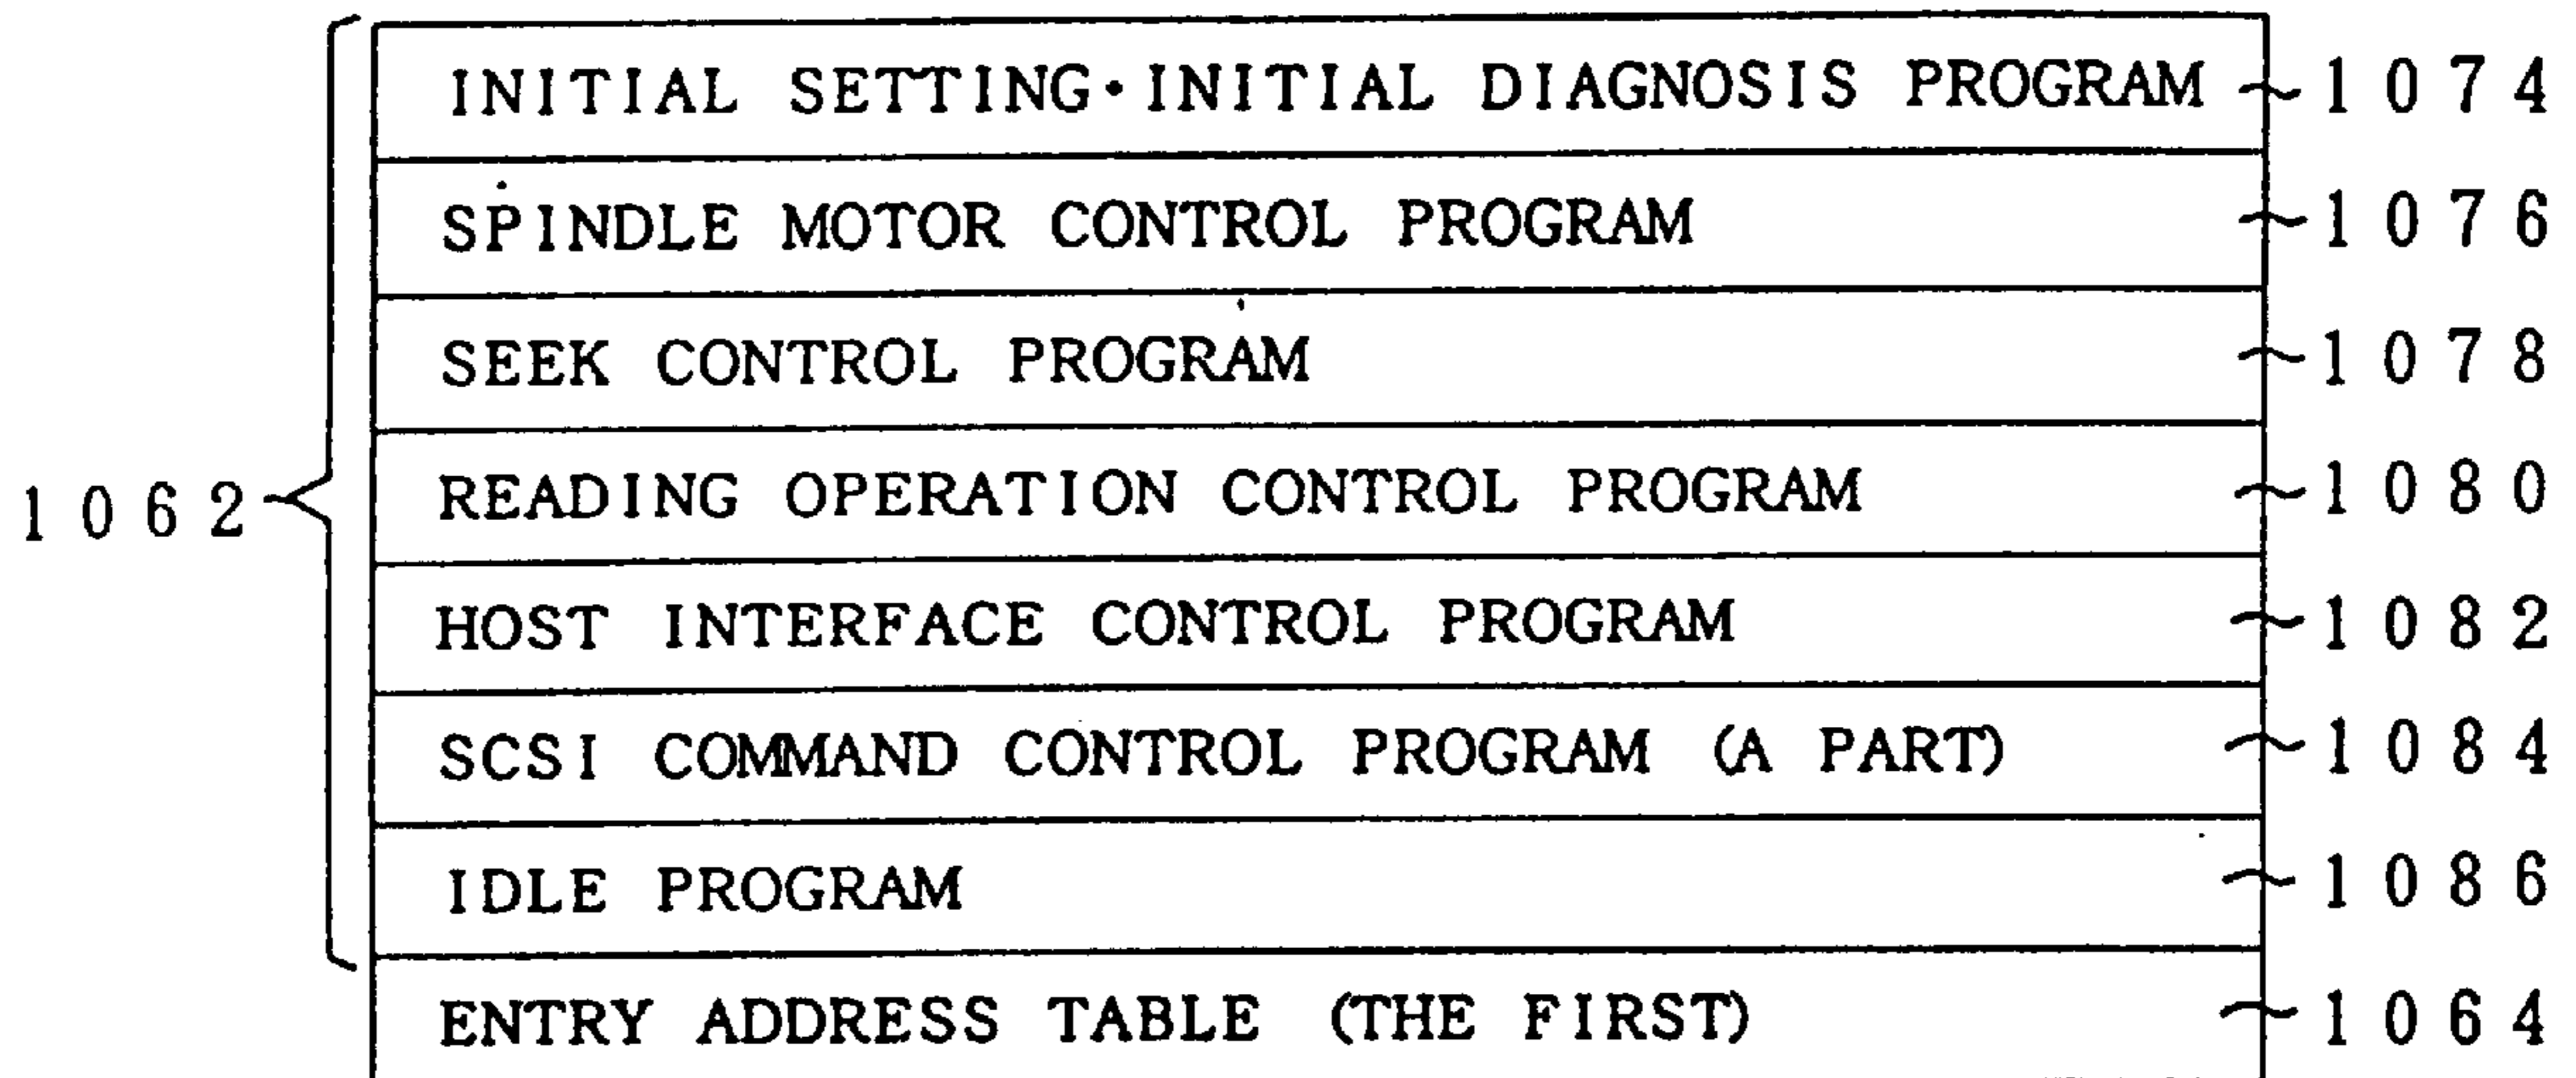 INITIAL SETTING・INITIAL DIAGNOSIS PROGRAM 1074
SPINDLE MOTOR CONTROL PROGRAM 1076
SEEK CONTROL PROGRAM 1078
1062 READING OPERATION CONTROL PROGRAM 1080
HOST INTERFACE CONTROL PROGRAM 1082
SCSI COMMAND CONTROL PROGRAM (A PART) 1084
IDLE PROGRAM 1086
ENTRY ADDRESS TABLE (THE FIRST) 1064